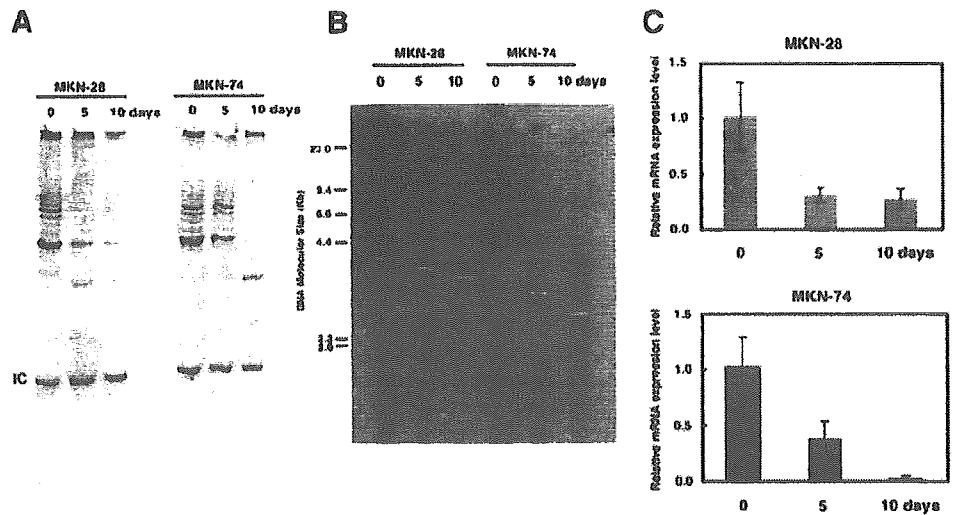 A
MKN-28
MKN-74
0 5 10 days
0 5 10 days
IC
B
MKN-28
MKN-74
0 5 10
0 5 10 days
DNA Molecular Size (Kb)
23.0
9.4
6.6
4.4
C
MKN-28
Relative mRNA expression level
1.5
1.0
0.5
0.0
0 5 10 days
MKN-74
Relative mRNA expression level
1.5
1.0
0.5
0.0
0 5 10 days